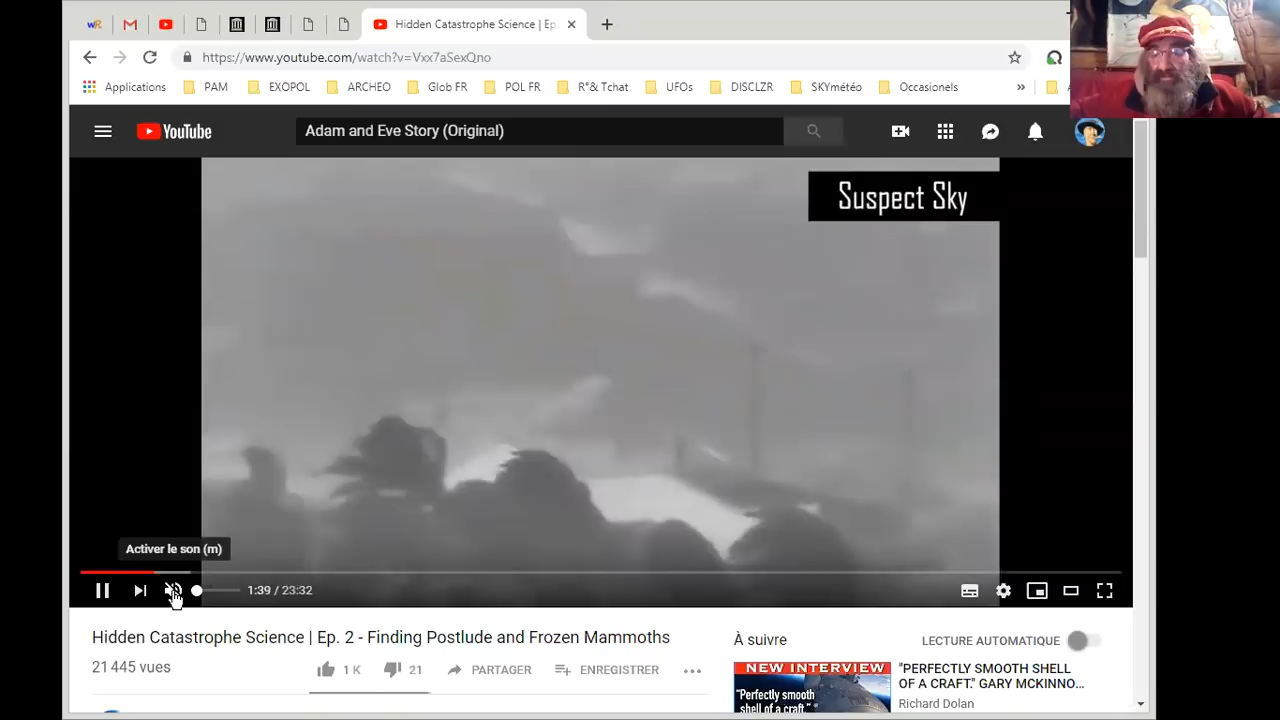 Hidden Catastrophe Science | Ep
https://www.youtube.com/watch?v=Vxx7aSexQno
Applications PAM EXOPOL ARCHEO Glob FR POL FR R*& Tchat UFOs DISCLZR SKYmétéo Occasionels »
YouTube
Adam and Eve Story (Original)
Suspect Sky
Activer le son (m)
1:39 / 23:32
Hidden Catastrophe Science | Ep. 2 - Finding Postlude and Frozen Mammoths
21 445 vues
1 K 21 PARTAGER ENREGISTRER
À suivre
LECTURE AUTOMATIQUE
NEW INTERVIEW
"Perfectly smooth
shell of a craft."
"PERFECTLY SMOOTH SHELL
OF A CRAFT." GARY MCKINNO...
Richard Dolan